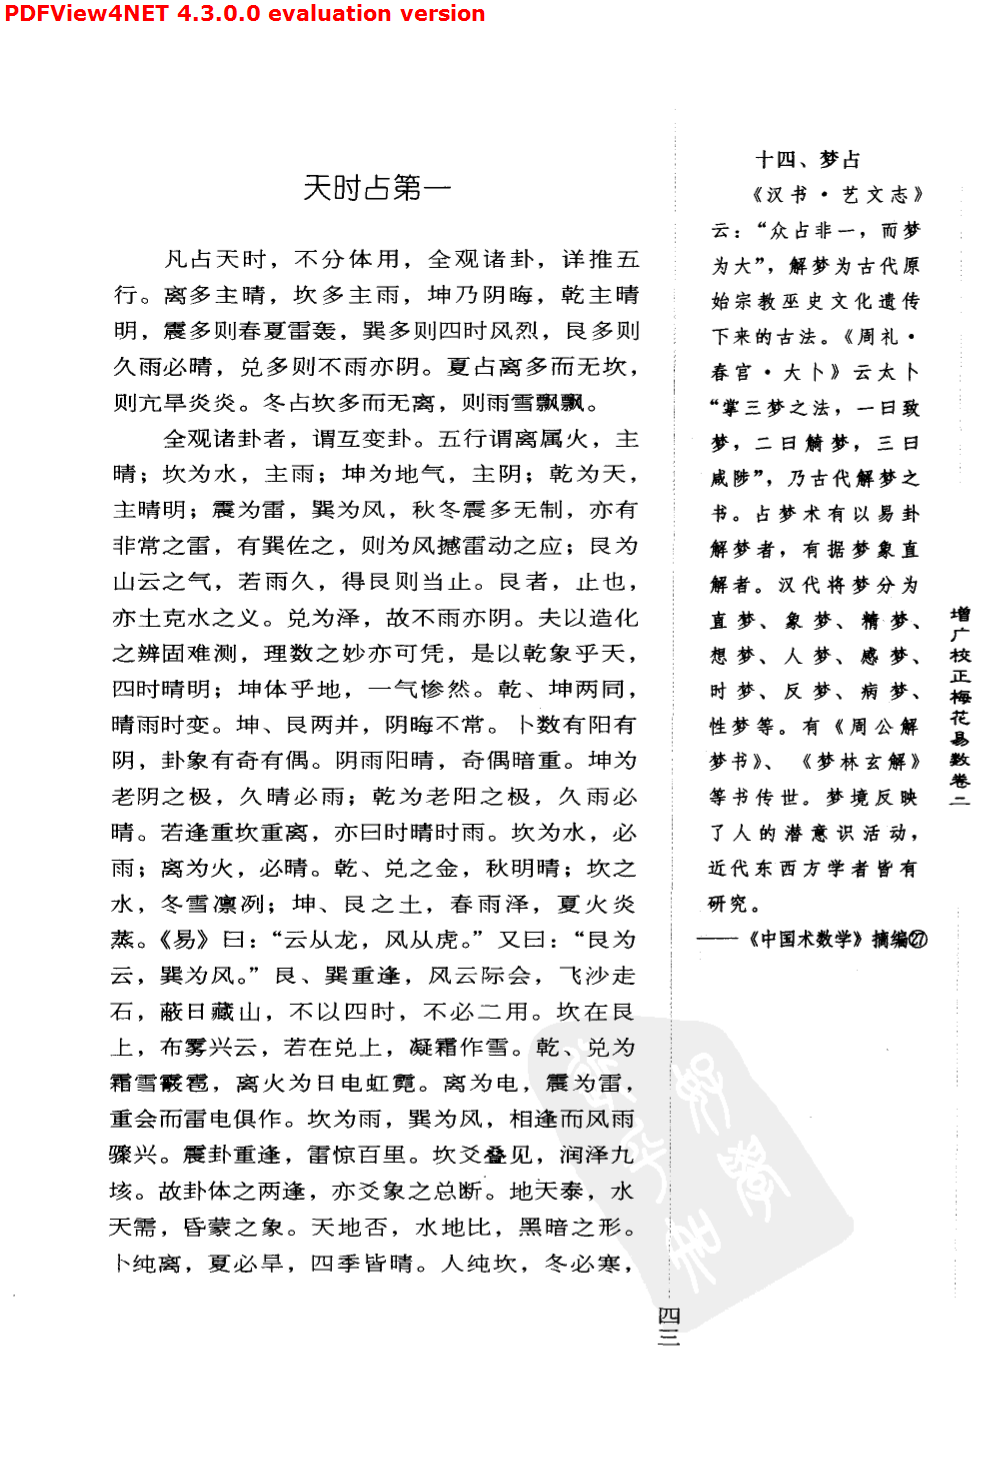 PDFView4NET 4.3.0.0 evaluation version
天时占第一
凡占天时，不分体用，全观诸卦，详推五
行。离多主晴，坎多主雨，坤乃阴晦，乾主晴
明，震多则春夏雷轰，巽多则四时风烈，艮多则
久雨必晴，兑多则不雨亦阴。夏占离多而无坎，
则亢旱炎炎。冬占坎多而无离，则雨雪飘飘。
全观诸卦者，谓互变卦。五行谓离属火，主
晴；坎为水，主雨；坤为地气，主阴；乾为天，
主晴明；震为雷，巽为风，秋冬震多无制，亦有
非常之雷，有巽佐之，则为风撼雷动之应；艮为
山云之气，若雨久，得艮则当止。艮者，止也，
亦土克水之义。兑为泽，故不雨亦阴。夫以造化
之辨固难测，理数之妙亦可凭，是以乾象乎天，
四时晴明；坤体乎地，一气惨然。乾、坤两同，
晴雨时变。坤、艮两并，阴晦不常。卜数有阳有
阴，卦象有奇有偶。阴雨阳晴，奇偶暗重。坤为
老阴之极，久晴必雨；乾为老阳之极，久雨必
晴。若逢重坎重离，亦曰时晴时雨。坎为水，必
雨；离为火，必晴。乾、兑之金，秋明晴；坎之
水，冬雪凛冽；坤、艮之土，春雨泽，夏火炎
蒸。《易》曰：“云从龙，风从虎。”又曰：“艮为
云，巽为风。”艮、巽重逢，风云际会，飞沙走
石，蔽日藏山，不以四时，不必二用。坎在艮
上，布雾兴云，若在兑上，凝霜作雪。乾、兑为
霜雪霰雹，离火为日电虹霓。离为电，震为雷，
重会而雷电俱作。坎为雨，巽为风，相逢而风雨
骤兴。震卦重逢，雷惊百里。坎爻叠见，润泽九
垓。故卦体之两逢，亦爻象之总断。地天泰，水
天需，昏蒙之象。天地否，水地比，黑暗之形。
卜纯离，夏必旱，四季皆晴。人纯坎，冬必寒，
十四、梦占
《汉书·艺文志》
云：“众占非一，而梦
为大”，解梦为古代原
始宗教巫史文化遗传
下来的古法。《周礼·
春官·大卜》云太卜
“掌三梦之法，一曰致
梦，二曰觭梦，三曰
咸陟”，乃古代解梦之
书。占梦术有以易卦
解梦者，有据梦象直
解者。汉代将梦分为
直梦、象梦、精梦、
想梦、人梦、感梦、
时梦、反梦、病梦、
性梦等。有《周公解
梦书》、《梦林玄解》
等书传世。梦境反映
了人的潜意识活动，
近代东西方学者皆有
研究。
——《中国术数学》摘编㉗
增广校正梅花易数卷二
四三